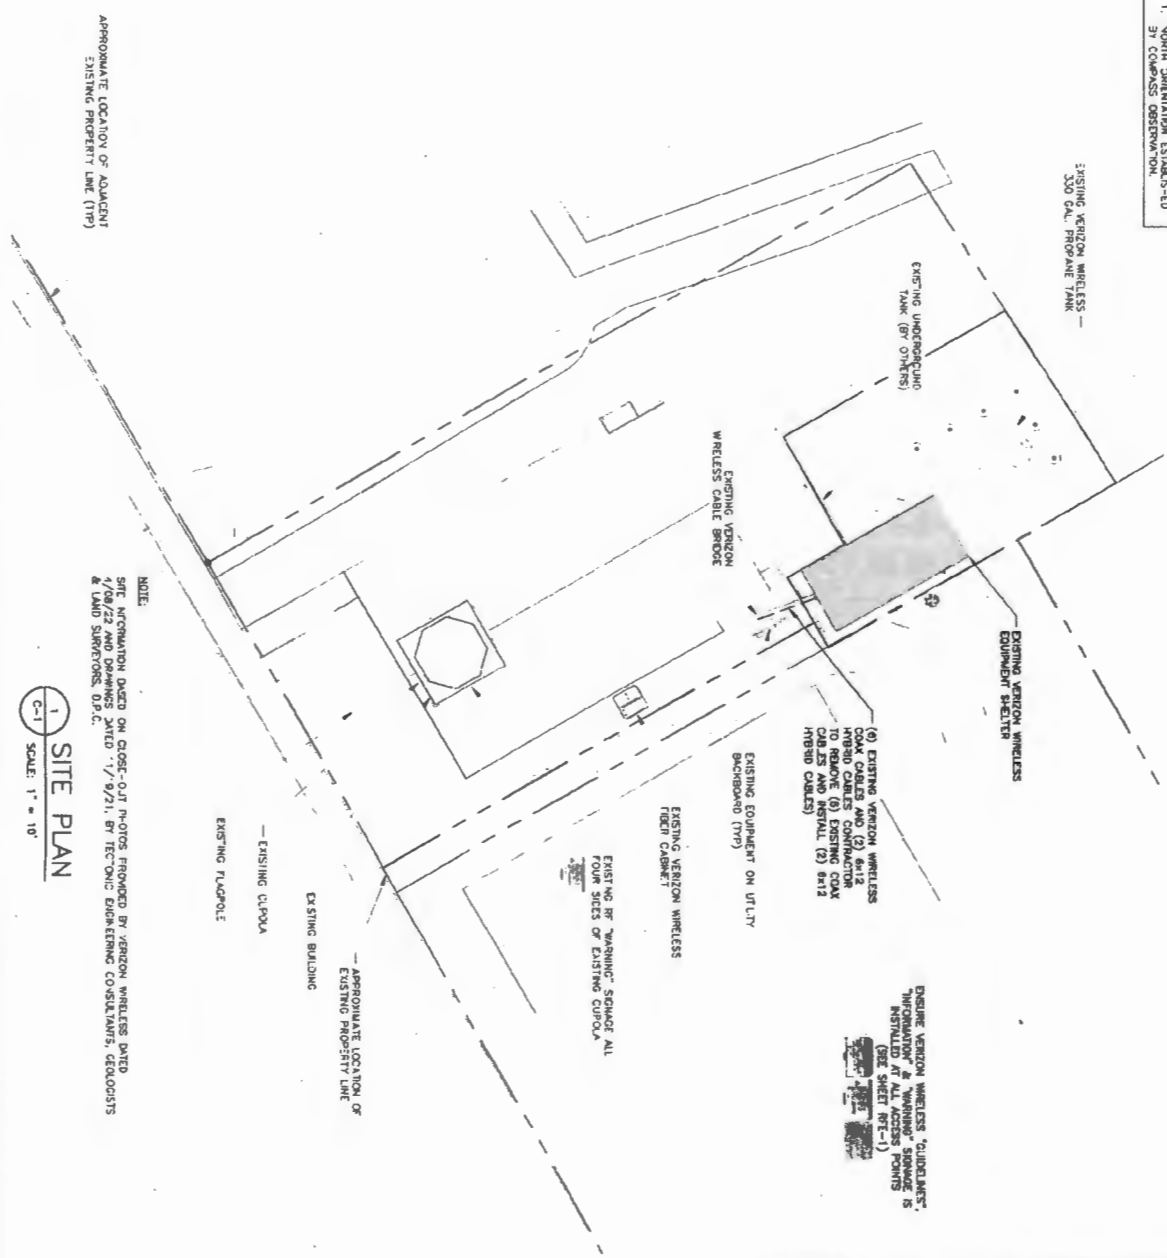 BY COMPASS OBSERVATION.
EXISTING VERIZON WIRELESS
330 GAL. PROPANE TANK
EXISTING UNDERGROUND
TANK (BY OTHERS)
EXISTING VERIZON
WIRELESS CABLE BRIDGE
EXISTING VERIZON WIRELESS
EQUIPMENT SHELTER
(6) EXISTING VERIZON WIRELESS
COAX CABLES AND (2) 6x12
HYBRID CABLES CONTRACTOR
TO REMOVE (6) EXISTING COAX
CABLES AND INSTALL (2) 6x12
HYBRID CABLES)
ENSURE VERIZON WIRELESS "GUIDELINES",
"INFORMATION" & "WARNING" SIGNAGE IS
INSTALLED AT ALL ACCESS POINTS
(SEE SHEET RFE-1)
EXISTING EQUIPMENT ON UTILITY
BACKBOARD (TYP)
EXISTING VERIZON WIRELESS
FIBER CABINET
EXISTING RF "WARNING" SIGNAGE ALL
FOUR SIDES OF EXISTING CUPOLA
APPROXIMATE LOCATION OF
EXISTING PROPERTY LINE
EXISTING BUILDING
EXISTING CUPOLA
EXISTING FLAGPOLE
APPROXIMATE LOCATION OF ADJACENT
EXISTING PROPERTY LINE (TYP)
NOTE:
SITE INFORMATION BASED ON CLOSE-OUT PHOTOS PROVIDED BY VERIZON WIRELESS DATED
4/08/22 AND DRAWINGS DATED BY TECTONIC ENGINEERING CONSULTANTS, GEOLOGISTS
& LAND SURVEYORS, D.P.C.
1
C-1
SITE PLAN
SCALE: 1" = 10'